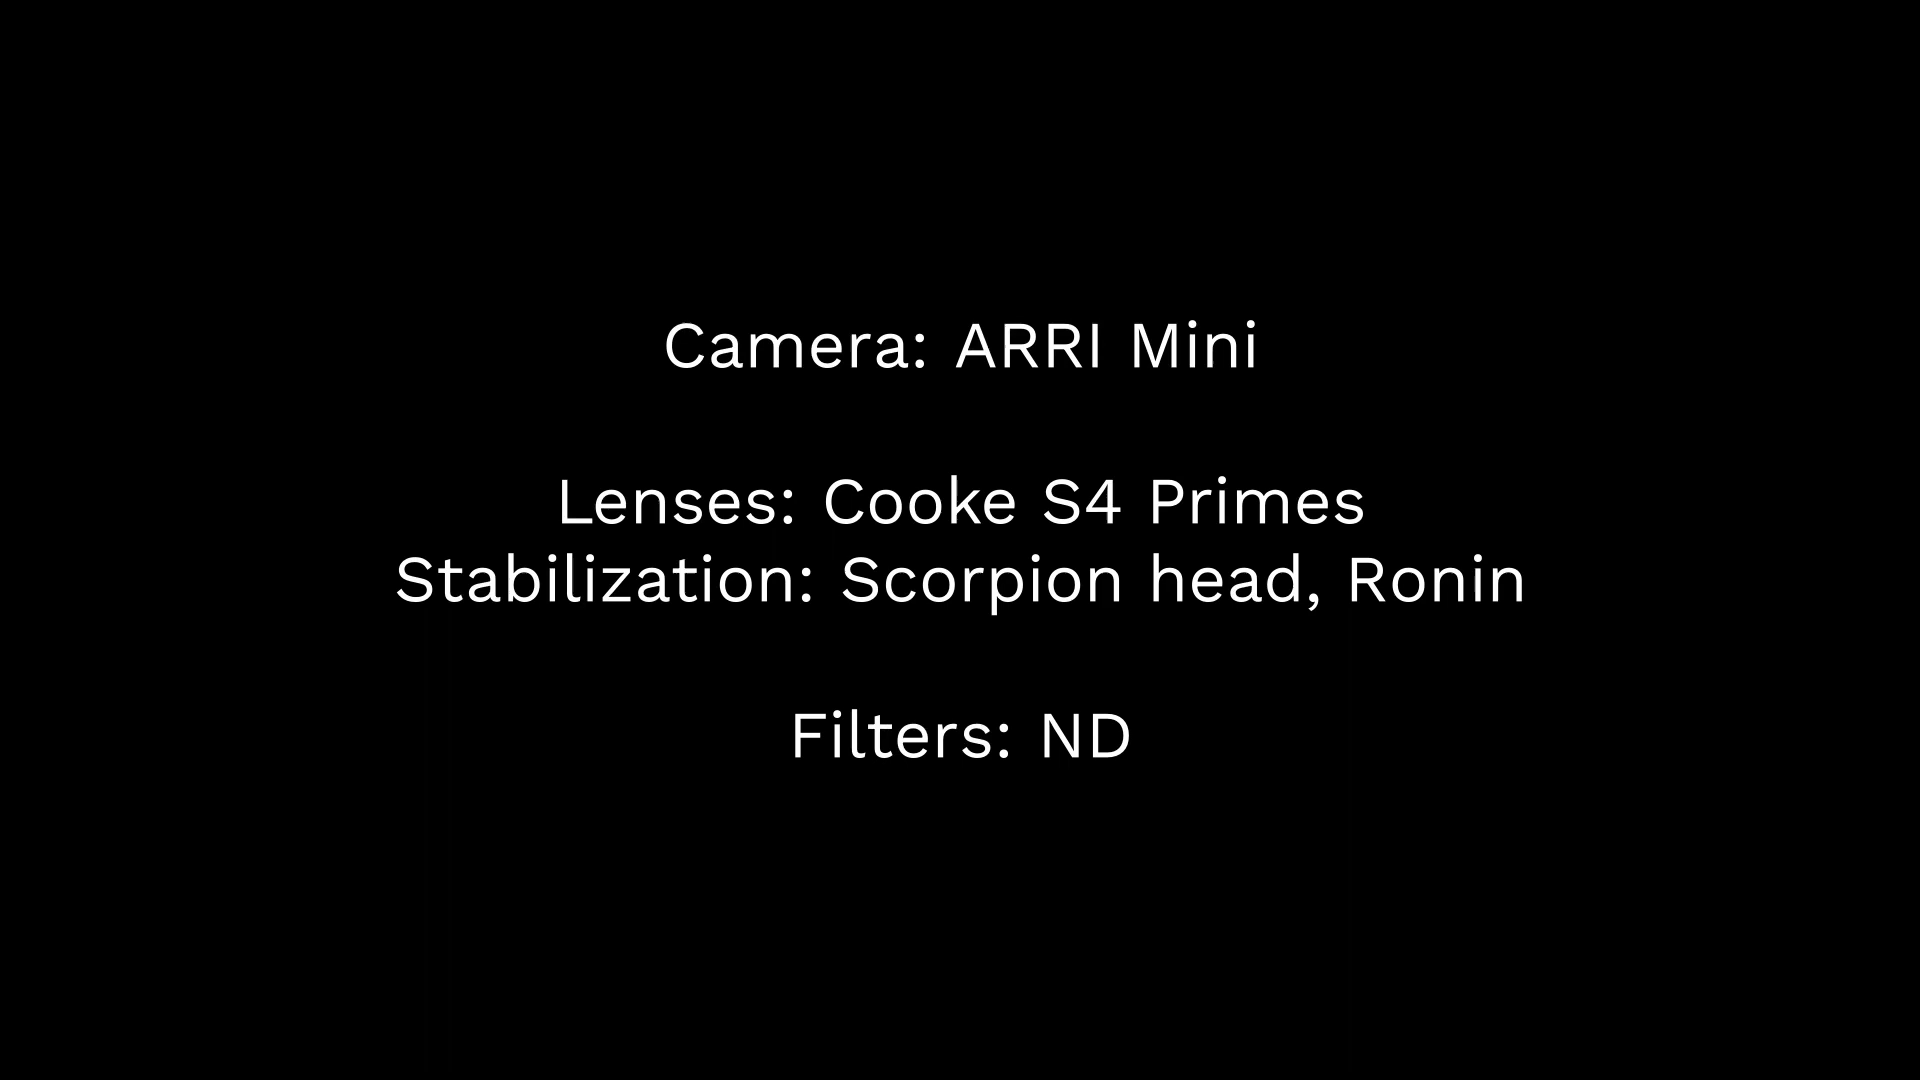 Camera: ARRI Mini
Lenses: Cooke S4 Primes
Stabilization: Scorpion head, Ronin
Filters: ND